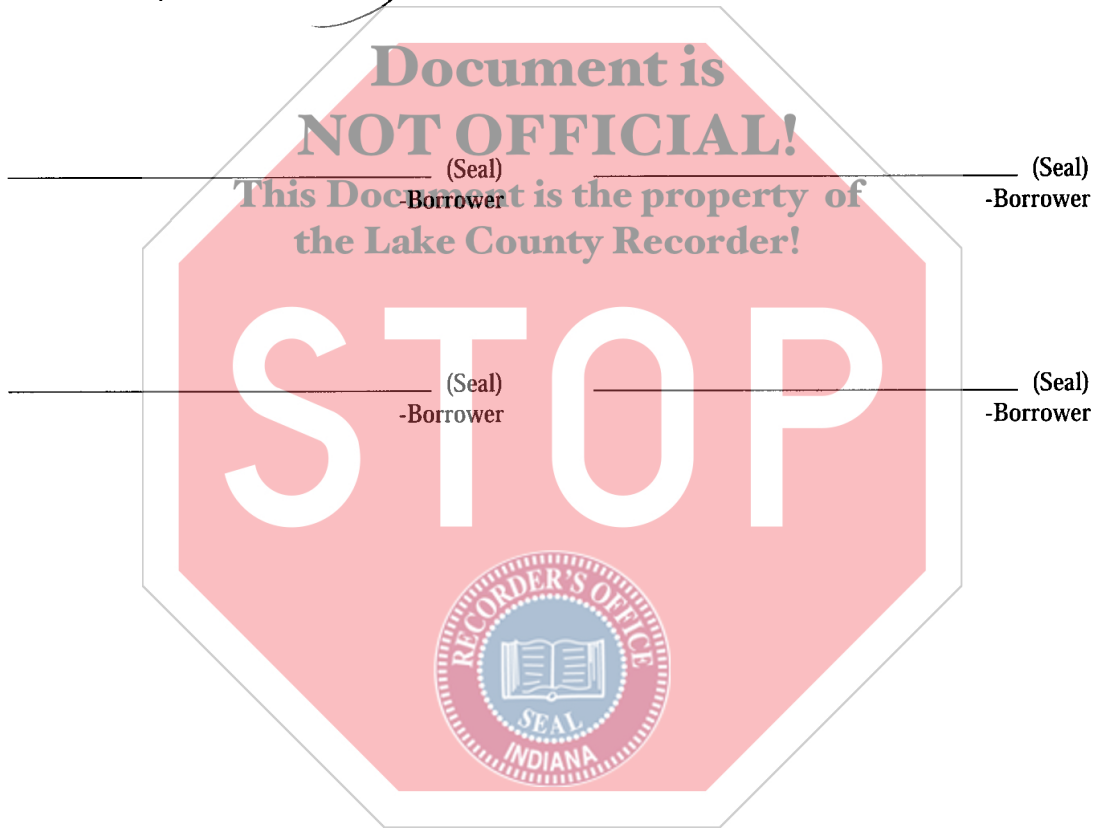 Document is
NOT OFFICIAL!
(Seal) (Seal)
This Document is the property of
-Borrower -Borrower
the Lake County Recorder!
STOP
(Seal) (Seal)
-Borrower -Borrower
RECORDER'S OFFICE
SEAL
INDIANA